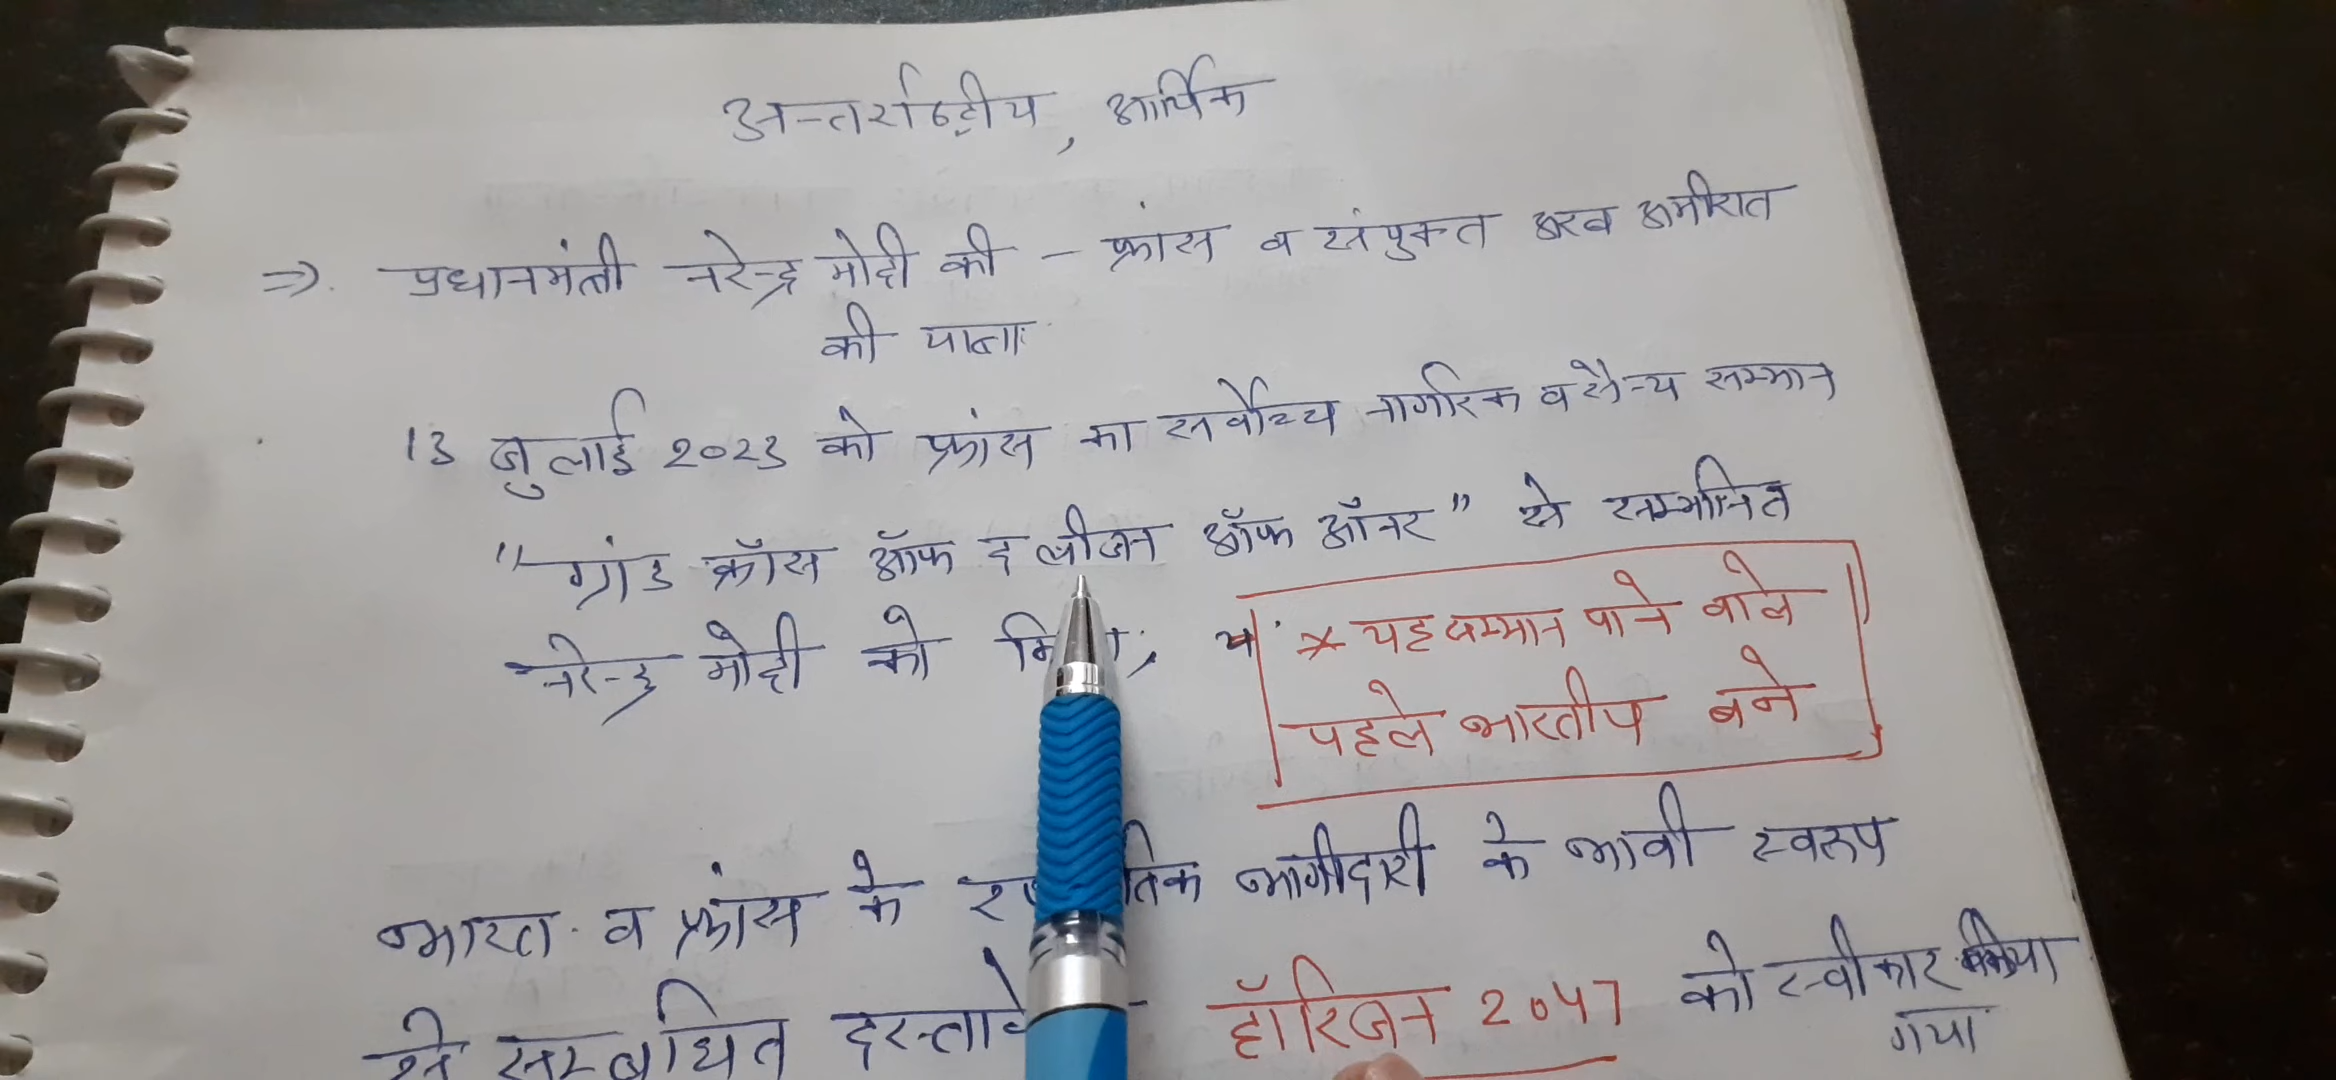 अन्तर्राष्ट्रीय, आर्थिक
⇒ प्रधानमंत्री नरेन्द्र मोदी की - फ्रांस व संयुक्त अरब अमीरात
की यात्रा
13 जुलाई 2023 को फ्रांस का सर्वोच्च नागरिक व सैन्य सम्मान
"ग्रांड क्रॉस ऑफ द लीजन ऑफ ऑनर" से सम्मानित
नरेन्द्र मोदी को
* यह सम्मान पाने वाले
पहले भारतीय बने
भारत व फ्रांस के भागीदारी के भावी स्वरूप
से सम्बंधित - हॉरिजन 2047 को स्वीकार किया
गया